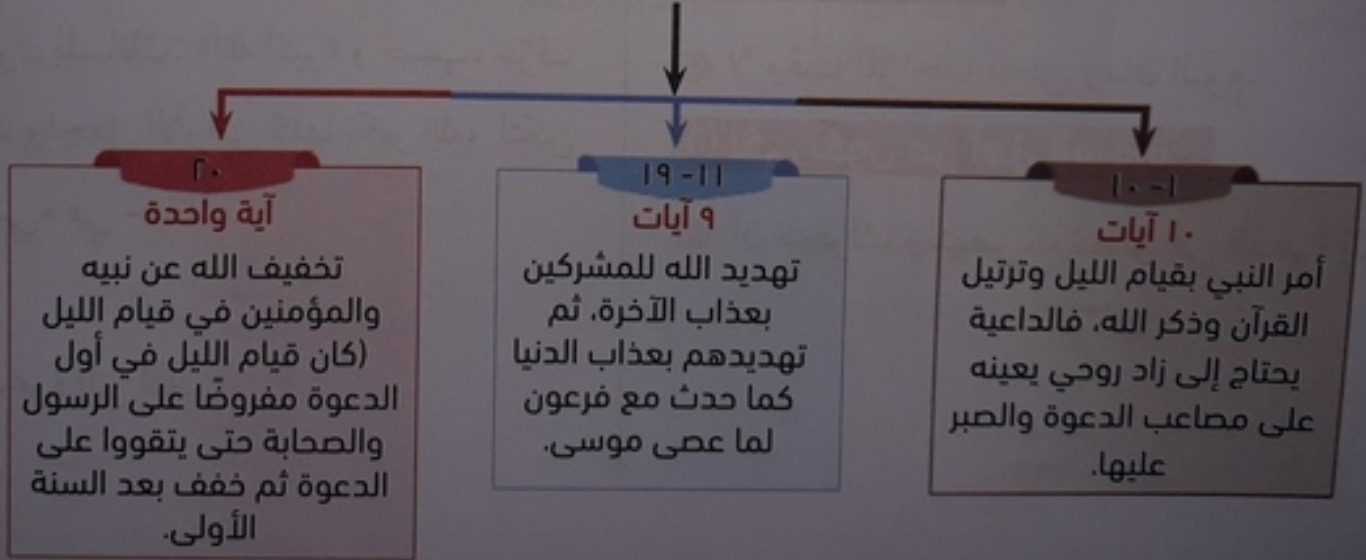 ١-١٠
١٠ آيات
أمر النبي بقيام الليل وترتيل
القرآن وذكر الله، فالداعية
يحتاج إلى زاد روحي يعينه
على مصاعب الدعوة والصبر
عليها.
١١-١٩
٩ آيات
تهديد الله للمشركين
بعذاب الآخرة، ثم
تهديدهم بعذاب الدنيا
كما حدث مع فرعون
لما عصى موسى.
٢٠
آية واحدة
تخفيف الله عن نبيه
والمؤمنين في قيام الليل
(كان قيام الليل في أول
الدعوة مفروضًا على الرسول
والصحابة حتى يتقووا على
الدعوة ثم خفف بعد السنة
الأولى.